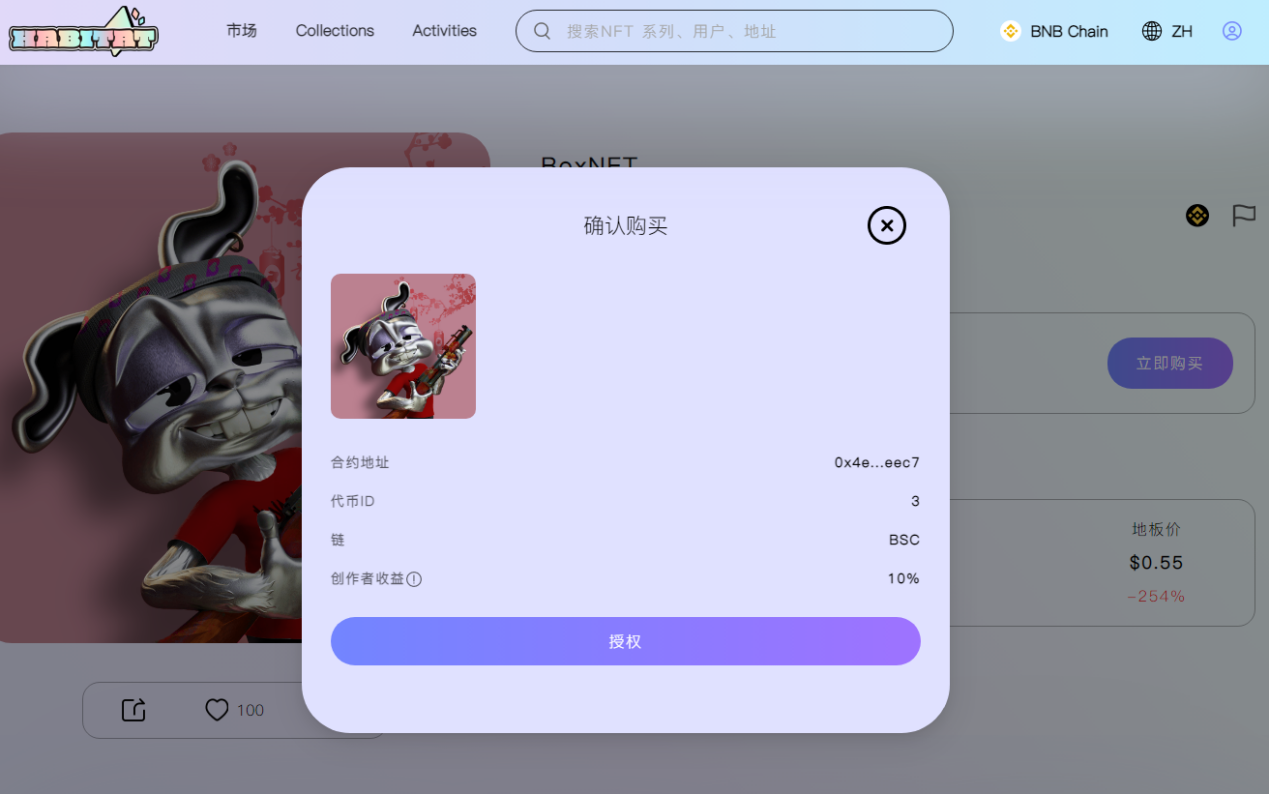 HABITAT
市场 Collections Activities 搜索NFT 系列、用户、地址 BNB Chain ZH
BoxNFT
确认购买
立即购买
合约地址 0x4e...eec7
代币ID 3
链 BSC
创作者收益 10%
授权
地板价
$0.55
-254%
100